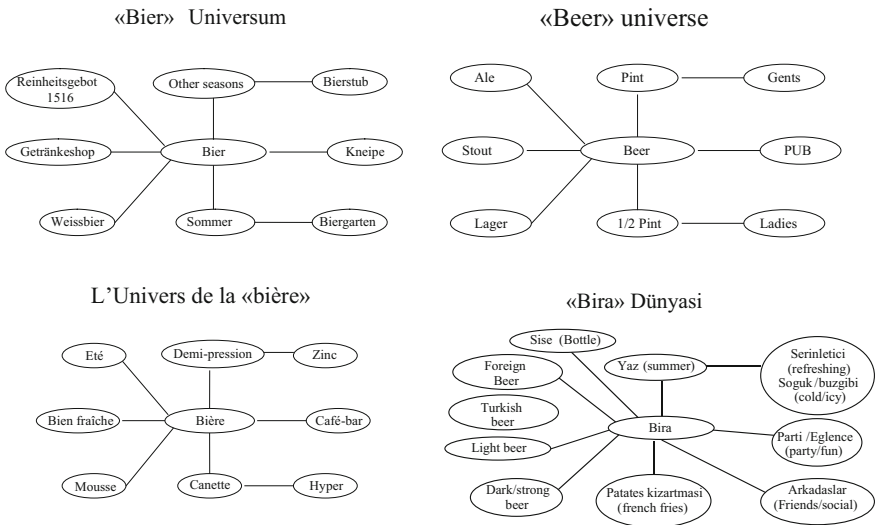 «Bier» Universum
Reinheitsgebot
1516
Other seasons
Bierstub
Getränkeshop
Bier
Kneipe
Weissbier
Sommer
Biergarten
«Beer» universe
Ale
Pint
Gents
Stout
Beer
PUB
Lager
1/2 Pint
Ladies
L'Univers de la «bière»
Eté
Demi-pression
Zinc
Bien fraîche
Bière
Café-bar
Mousse
Canette
Hyper
«Bira» Dünyasi
Sise (Bottle)
Foreign
Beer
Yaz (summer)
Serinletici
(refreshing)
Soguk /buzgibi
(cold/icy)
Turkish
beer
Bira
Light beer
Parti /Eglence
(party/fun)
Dark/strong
beer
Patates kizartmasi
(french fries)
Arkadaslar
(Friends/social)